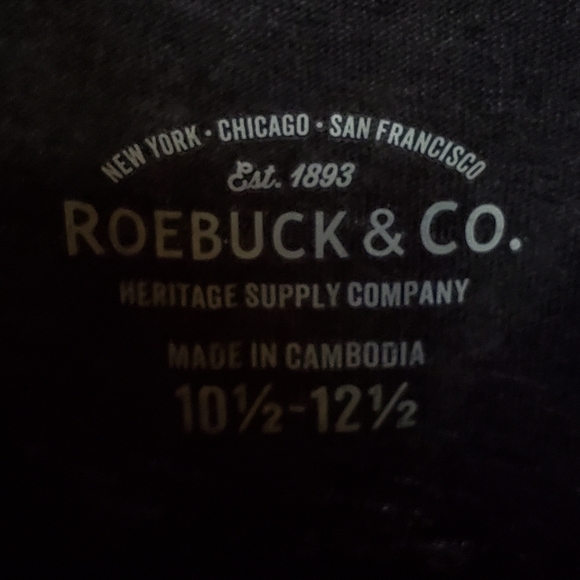 NEW YORK • CHICAGO • SAN FRANCISCO
Est. 1893
ROEBUCK & CO.
HERITAGE SUPPLY COMPANY
MADE IN CAMBODIA
10½-12½